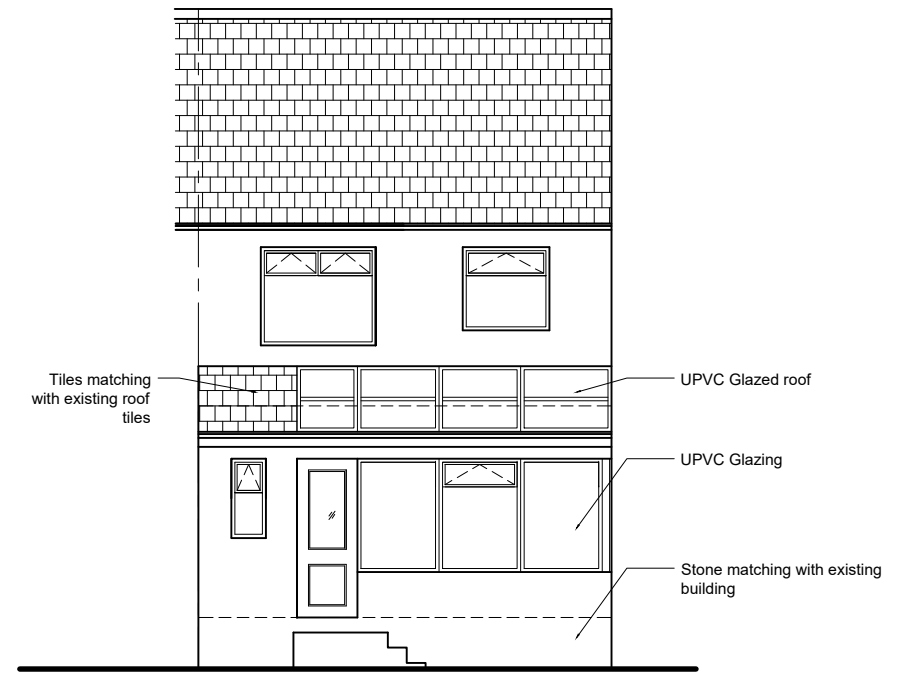 Tiles matching
with existing roof
tiles
UPVC Glazed roof
UPVC Glazing
Stone matching with existing
building